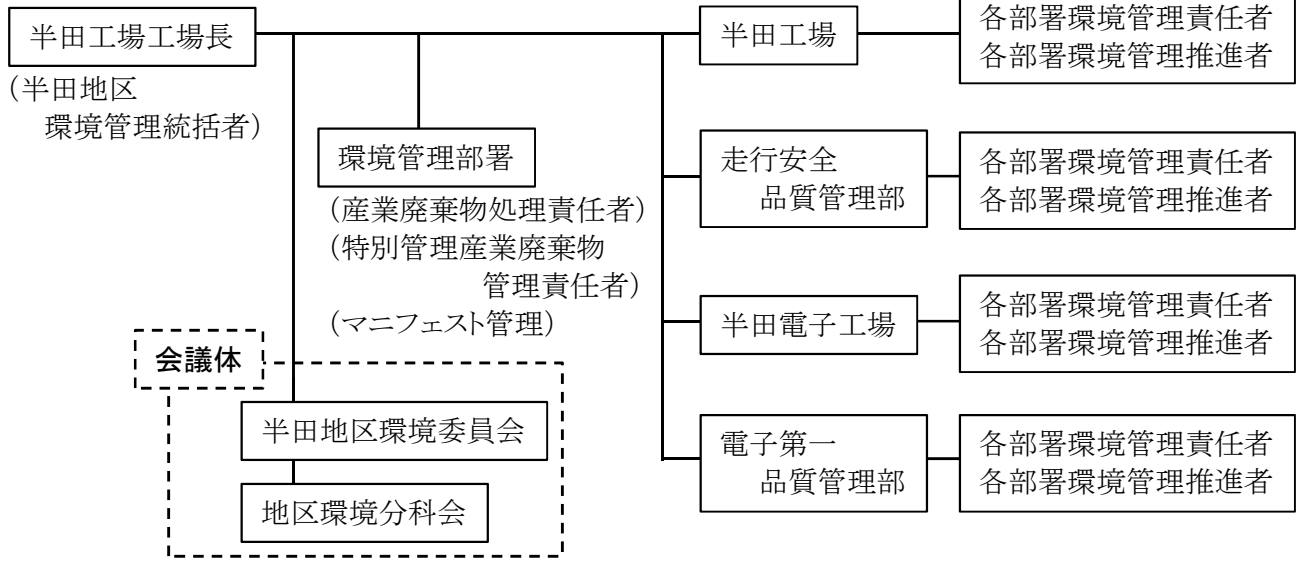 半田工場工場長
(半田地区
環境管理統括者)
環境管理部署
(産業廃棄物処理責任者)
(特別管理産業廃棄物
管理責任者)
(マニフェスト管理)
会議体
半田地区環境委員会
地区環境分科会
半田工場
各部署環境管理責任者
各部署環境管理推進者
走行安全
品質管理部
各部署環境管理責任者
各部署環境管理推進者
半田電子工場
各部署環境管理責任者
各部署環境管理推進者
電子第一
品質管理部
各部署環境管理責任者
各部署環境管理推進者